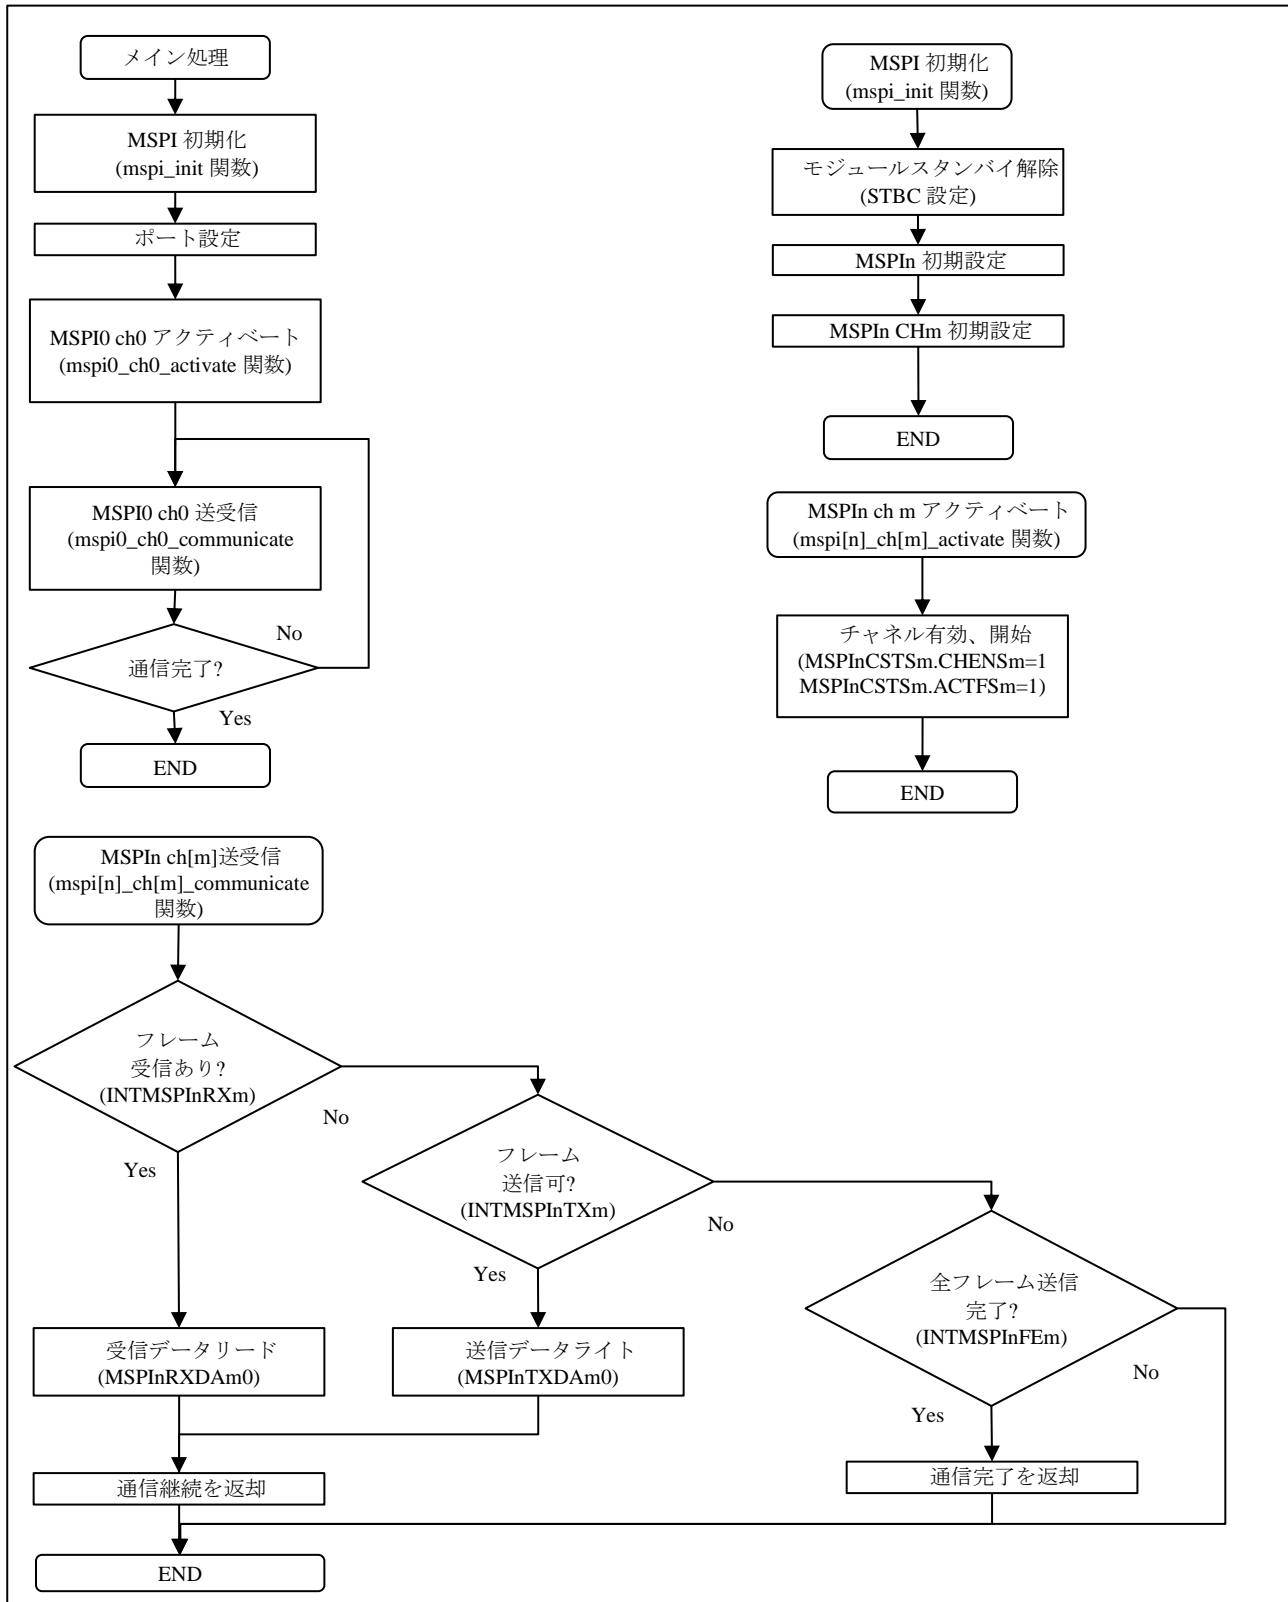 メイン処理
MSPI 初期化
(mspi_init 関数)
ポート設定
MSPI0 ch0 アクティベート
(mspi0_ch0_activate 関数)
MSPI0 ch0 送受信
(mspi0_ch0_communicate
関数)
No
通信完了?
Yes
END
MSPI 初期化
(mspi_init 関数)
モジュールスタンバイ解除
(STBC 設定)
MSPIn 初期設定
MSPIn CHm 初期設定
END
MSPIn ch m アクティベート
(mspi[n]_ch[m]_activate 関数)
チャネル有効、開始
(MSPInCSTSm.CHENSm=1
MSPInCSTSm.ACTFSm=1)
END
MSPIn ch[m]送受信
(mspi[n]_ch[m]_communicate
関数)
フレーム
受信あり?
(INTMSPInRXm)
No
Yes
フレーム
送信可?
(INTMSPInTXm)
No
Yes
全フレーム送信
完了?
(INTMSPInFEm)
No
Yes
受信データリード
(MSPInRXDAm0)
送信データライト
(MSPInTXDAm0)
通信継続を返却
通信完了を返却
END